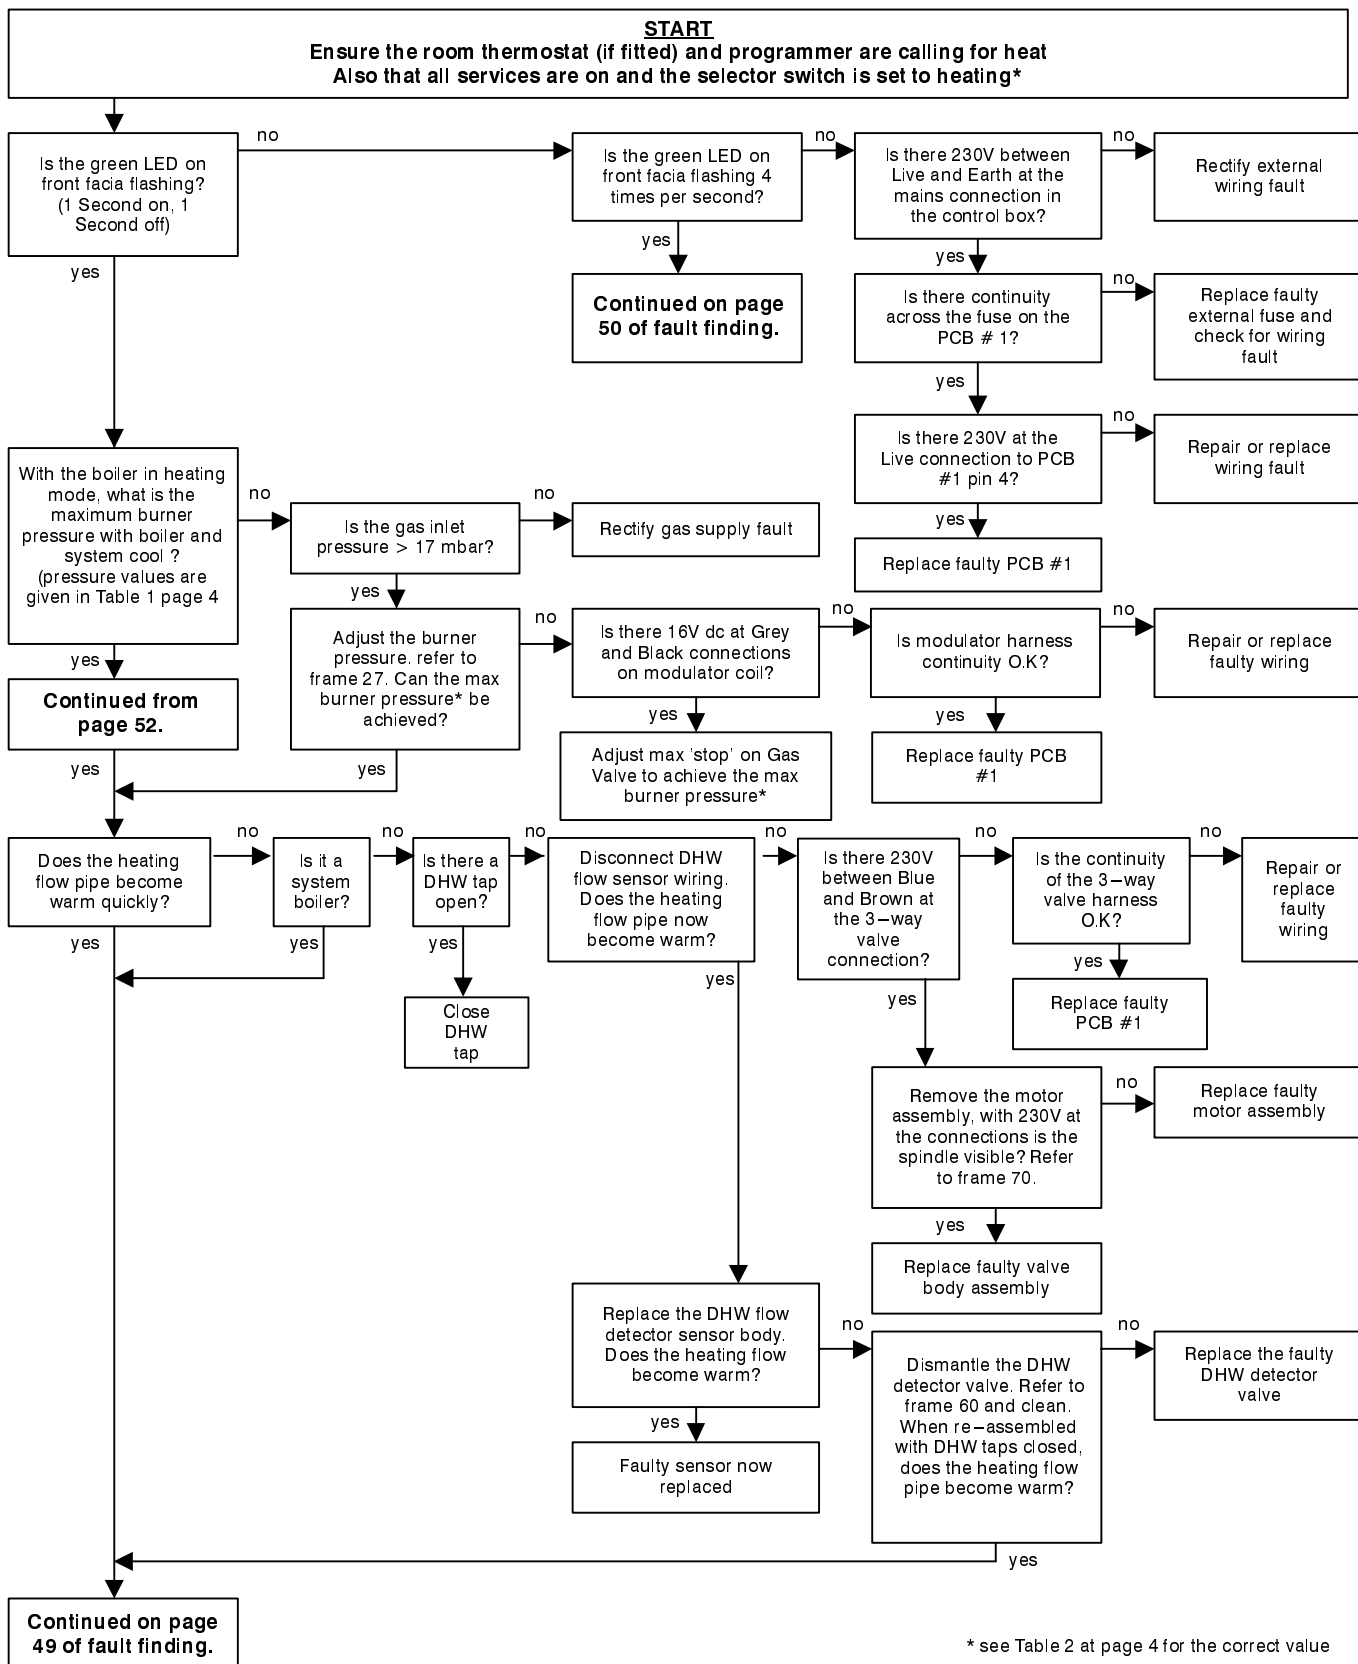 START
Ensure the room thermostat (if fitted) and programmer are calling for heat
Also that all services are on and the selector switch is set to heating*
Is the green LED on
front facia flashing?
(1 Second on, 1
Second off)
no
Is the green LED on
front facia flashing 4
times per second?
no
Is there 230V between
Live and Earth at the
mains connection in
the control box?
no
Rectify external
wiring fault
yes
yes
yes
Continued on page
50 of fault finding.
Is there continuity
across the fuse on the
PCB # 1?
no
Replace faulty
external fuse and
check for wiring
fault
yes
Is there 230V at the
Live connection to PCB
#1 pin 4?
no
Repair or replace
wiring fault
yes
Replace faulty PCB #1
With the boiler in heating
mode, what is the
maximum burner
pressure with boiler and
system cool ?
(pressure values are
given in Table 1 page 4
no
Is the gas inlet
pressure > 17 mbar?
no
Rectify gas supply fault
yes
yes
Adjust the burner
pressure. refer to
frame 27. Can the max
burner pressure* be
achieved?
no
Is there 16V dc at Grey
and Black connections
on modulator coil?
no
Is modulator harness
continuity O.K?
no
Repair or replace
faulty wiring
Continued from
page 52.
yes
yes
yes
Adjust max 'stop' on Gas
Valve to achieve the max
burner pressure*
yes
Replace faulty PCB
#1
Does the heating
flow pipe become
warm quickly?
no
Is it a
system
boiler?
no
Is there a
DHW tap
open?
no
Disconnect DHW
flow sensor wiring.
Does the heating
flow pipe now
become warm?
no
Is there 230V
between Blue
and Brown at
the 3-way
valve
connection?
no
Is the continuity
of the 3-way
valve harness
O.K?
no
Repair or
replace
faulty
wiring
yes
yes
yes
Close
DHW
tap
yes
yes
yes
Replace faulty
PCB #1
Remove the motor
assembly, with 230V at
the connections is the
spindle visible? Refer
to frame 70.
no
Replace faulty
motor assembly
yes
Replace faulty valve
body assembly
Replace the DHW flow
detector sensor body.
Does the heating flow
become warm?
no
Dismantle the DHW
detector valve. Refer to
frame 60 and clean.
When re-assembled
with DHW taps closed,
does the heating flow
pipe become warm?
no
Replace the faulty
DHW detector
valve
yes
Faulty sensor now
replaced
yes
Continued on page
49 of fault finding.
* see Table 2 at page 4 for the correct value